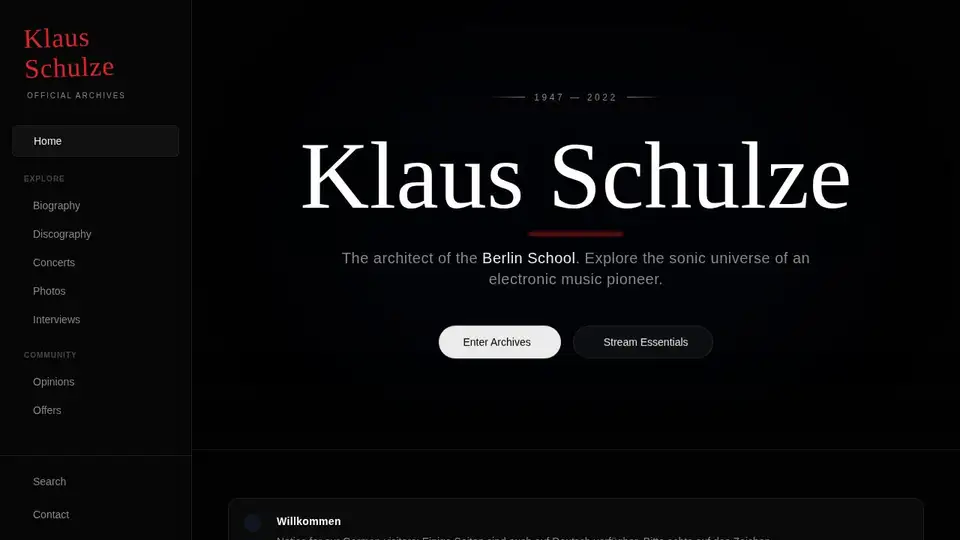 Klaus
Schulze
OFFICIAL ARCHIVES
Home
EXPLORE
Biography
Discography
Concerts
Photos
Interviews
COMMUNITY
Opinions
Offers
Search
Contact
1947 — 2022
Klaus Schulze
The architect of the Berlin School. Explore the sonic universe of an
electronic music pioneer.
Enter Archives
Stream Essentials
Willkommen